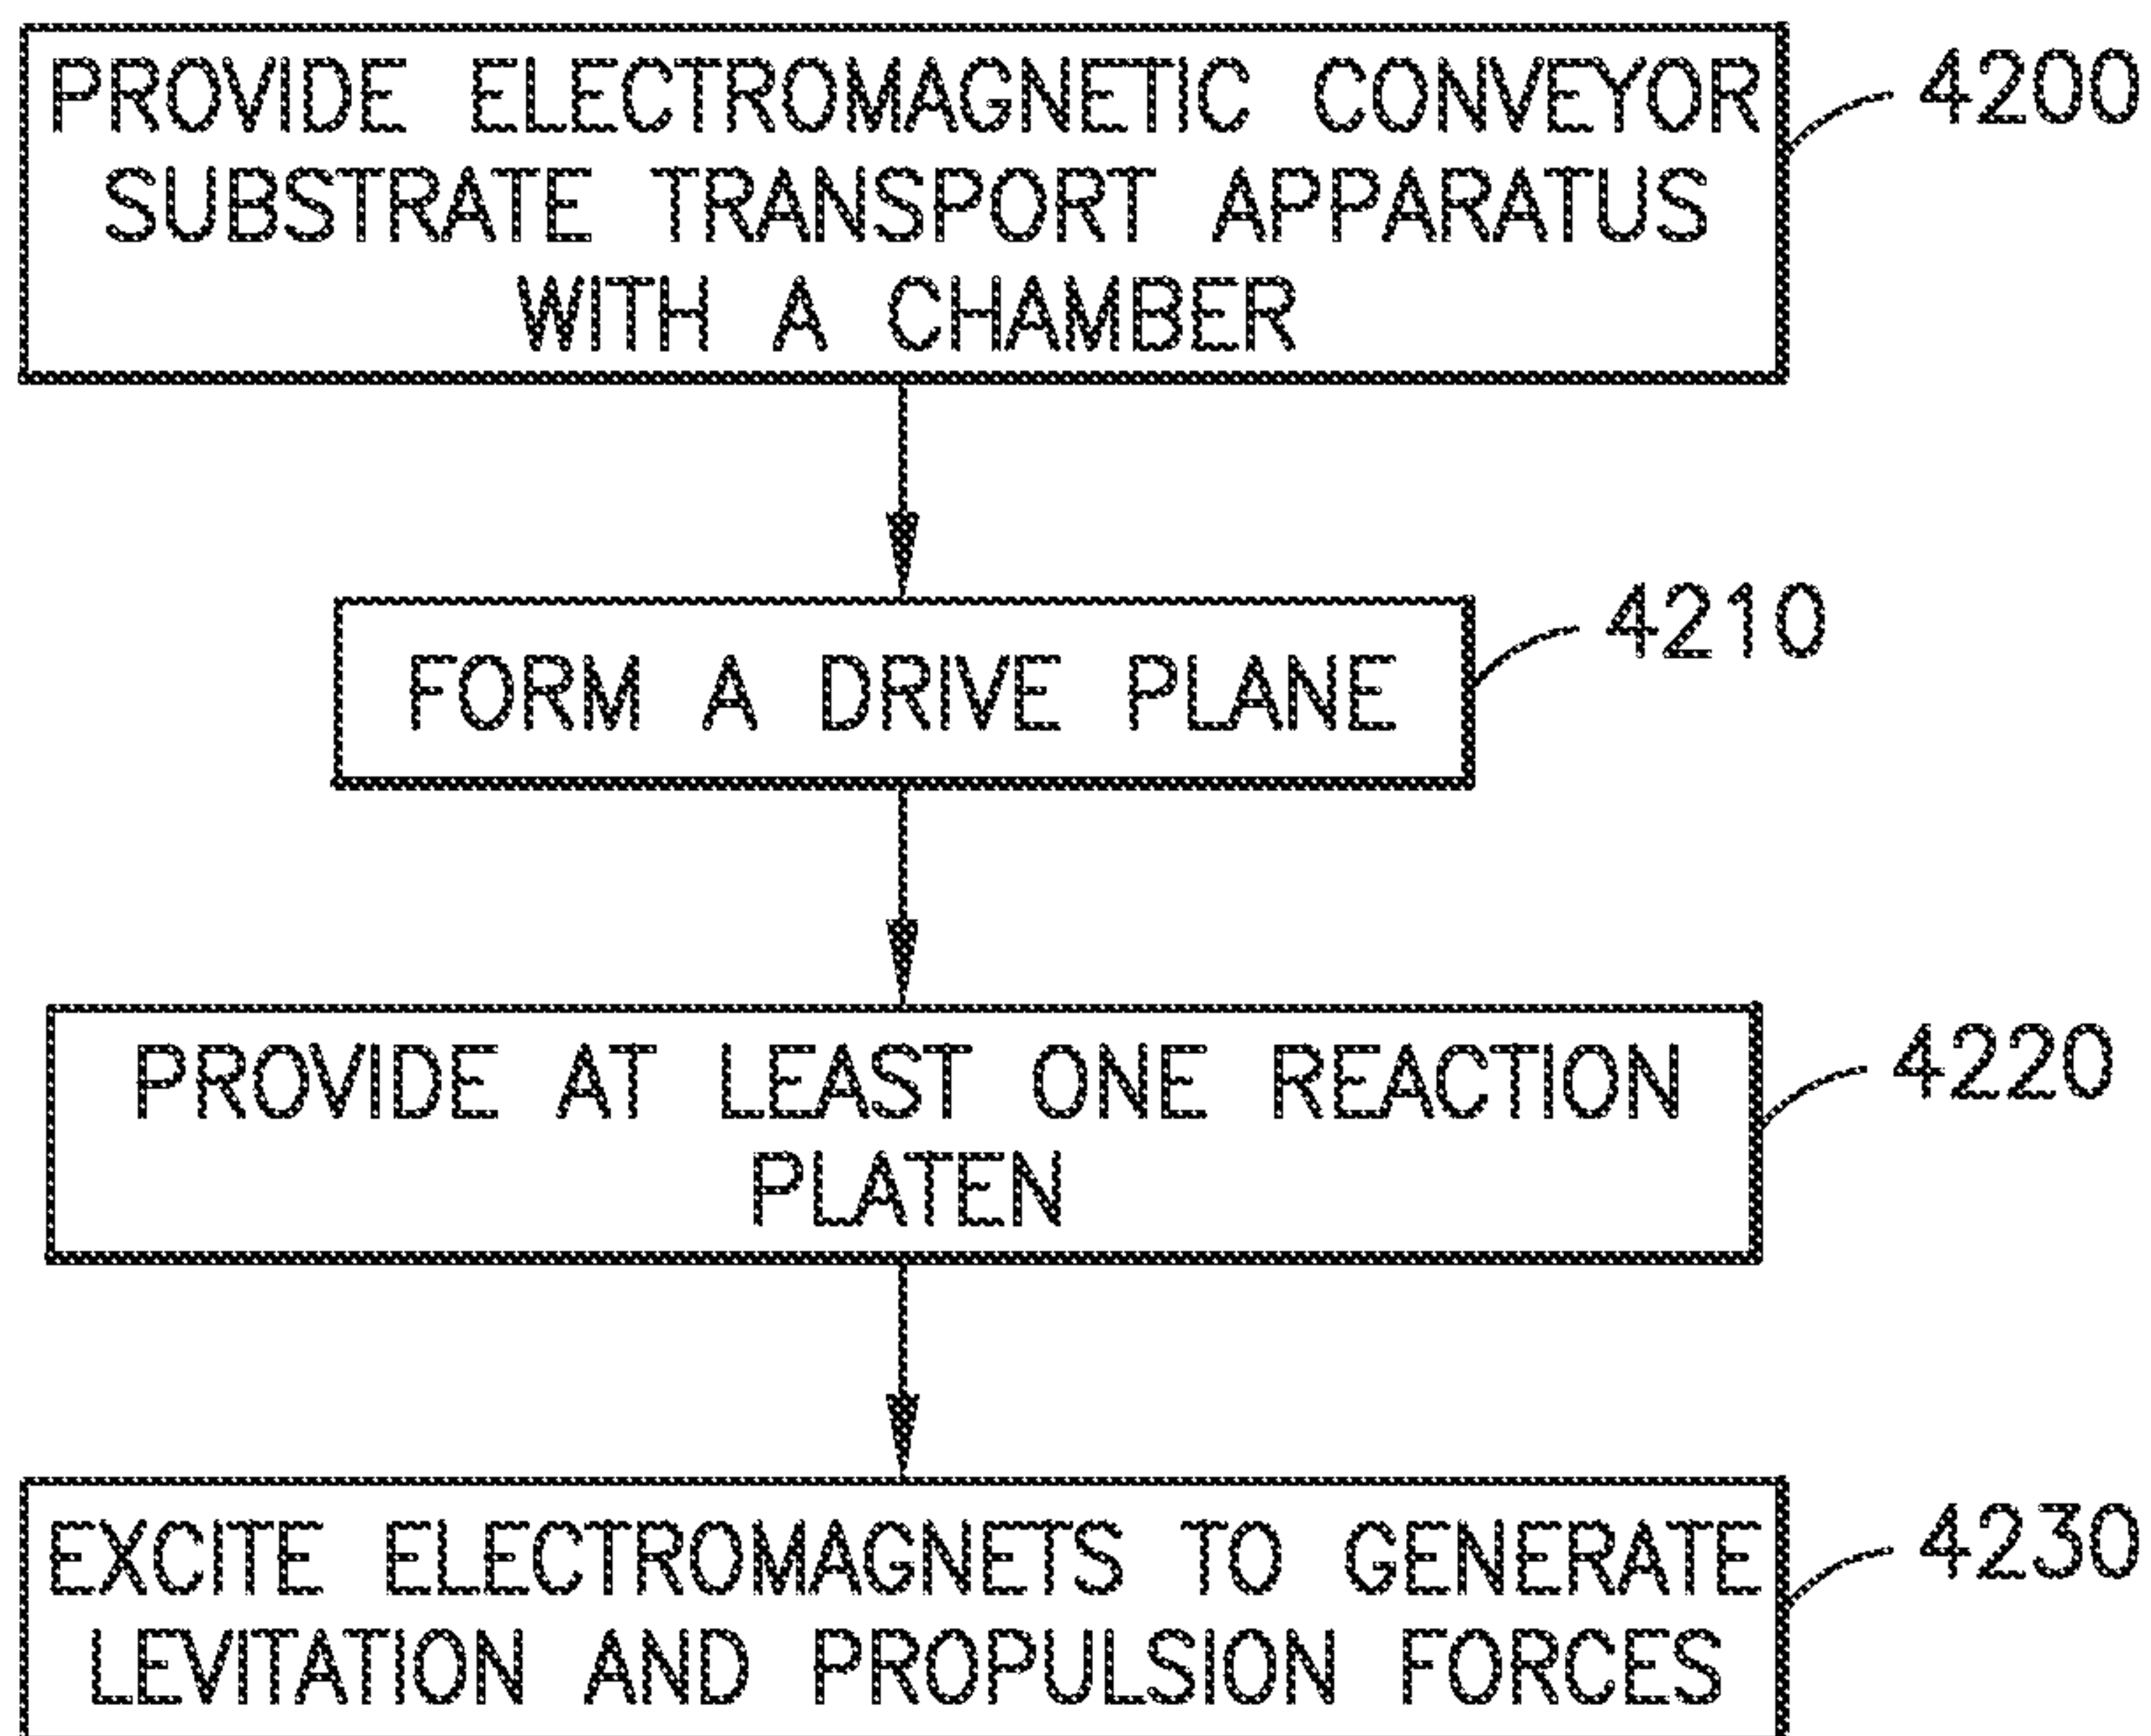 PROVIDE ELECTROMAGNETIC CONVEYOR
SUBSTRATE TRANSPORT APPARATUS
WITH A CHAMBER
4200
FORM A DRIVE PLANE
4210
PROVIDE AT LEAST ONE REACTION
PLATEN
4220
EXCITE ELECTROMAGNETS TO GENERATE
LEVITATION AND PROPULSION FORCES
4230